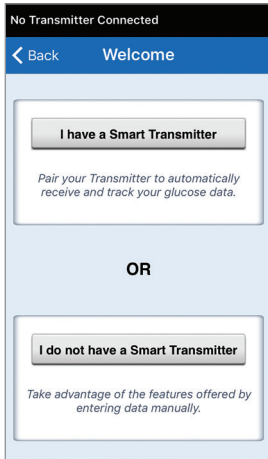 No Transmitter Connected
Back Welcome
I have a Smart Transmitter
Pair your Transmitter to automatically
receive and track your glucose data.
OR
I do not have a Smart Transmitter
Take advantage of the features offered by
entering data manually.